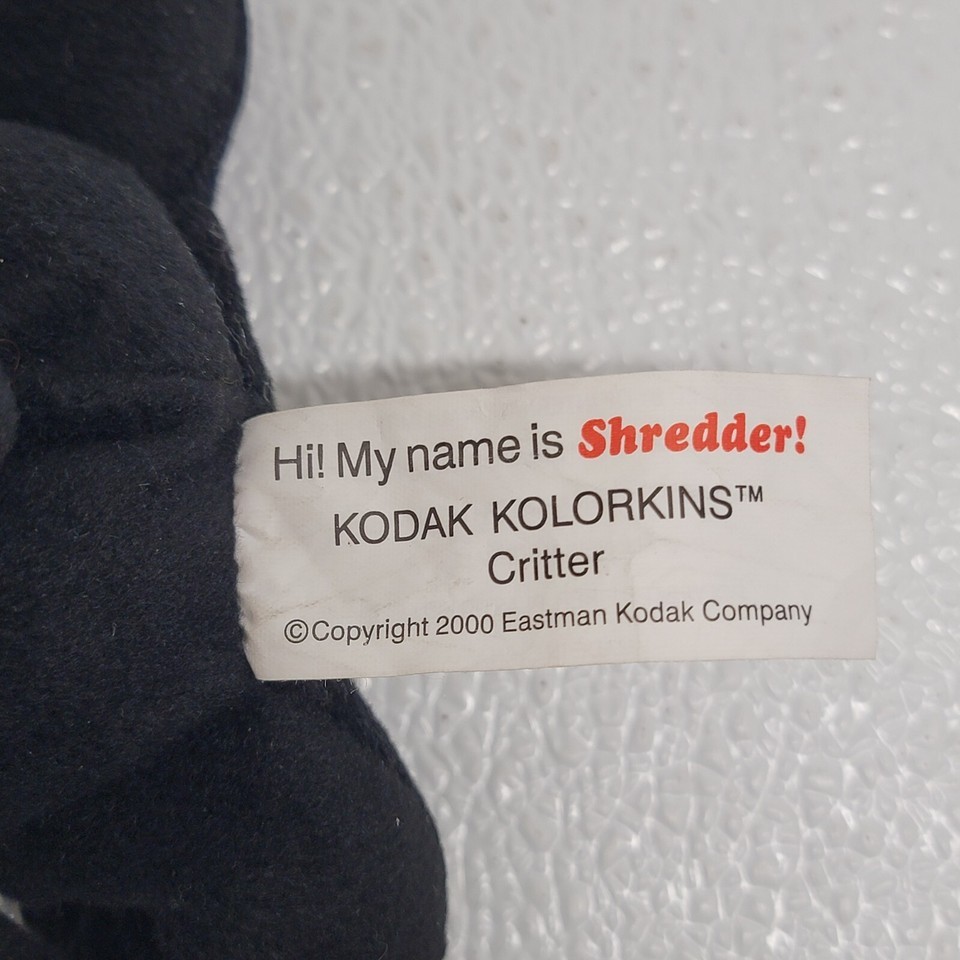 Hi! My name is Shredder!
KODAK KOLORKINS™
Critter
©Copyright 2000 Eastman Kodak Company